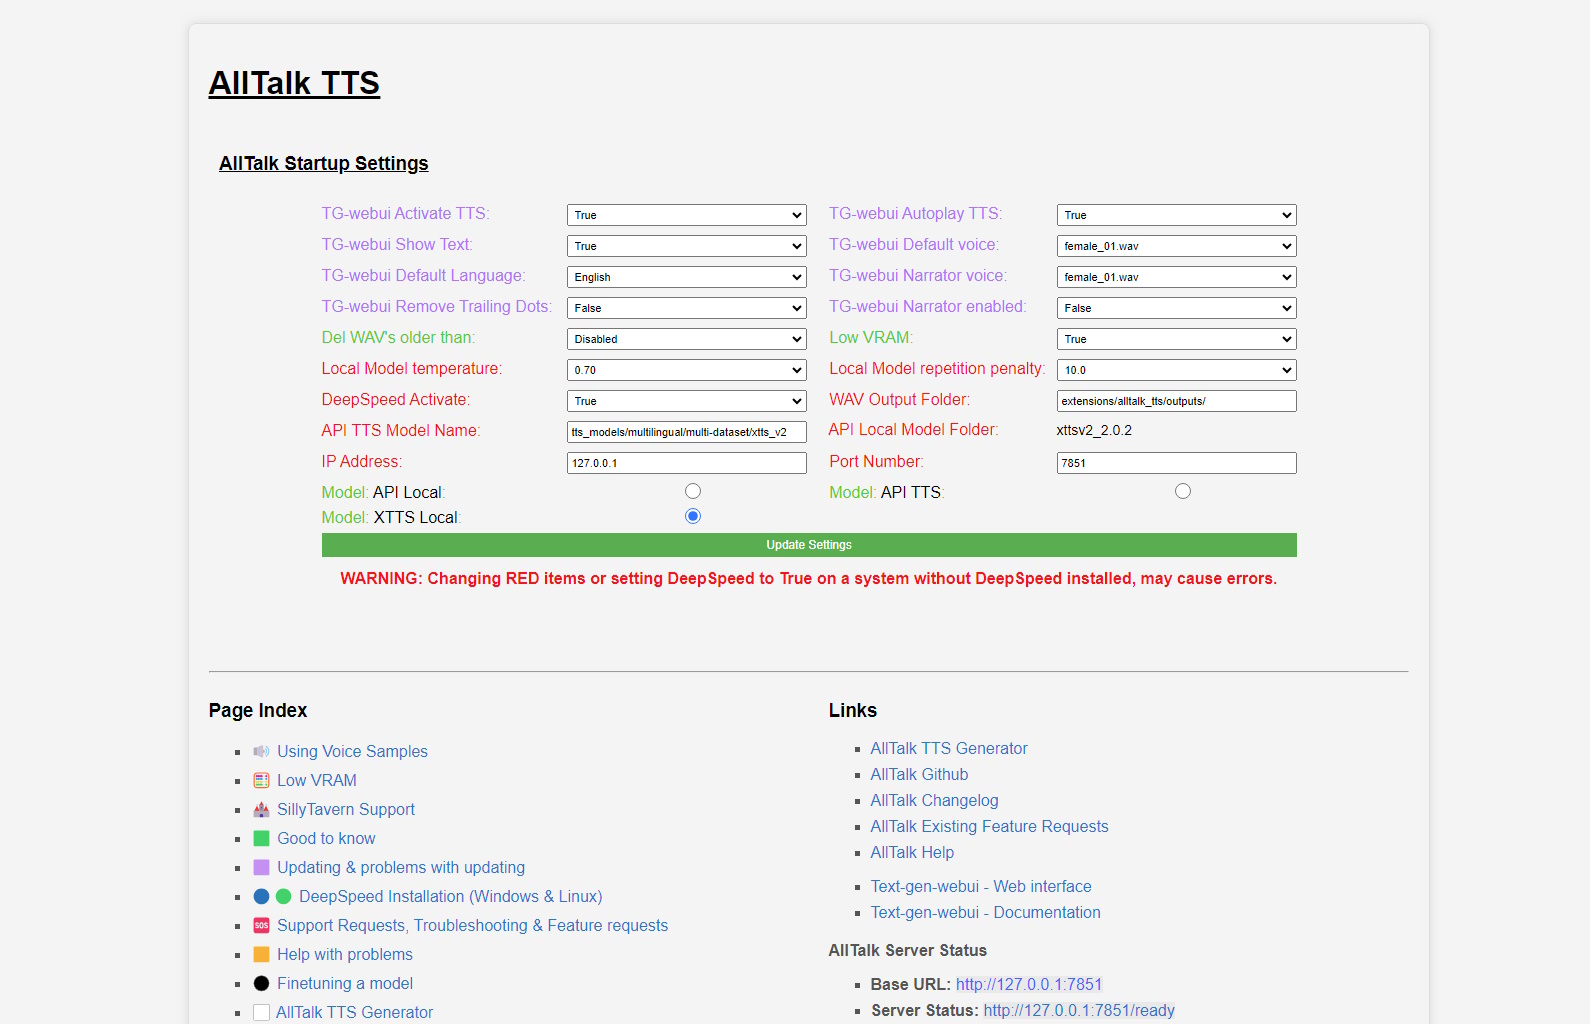 AllTalk TTS
AllTalk Startup Settings
TG-webui Activate TTS: True TG-webui Autoplay TTS: True
TG-webui Show Text: True TG-webui Default voice: female_01.wav
TG-webui Default Language: English TG-webui Narrator voice: female_01.wav
TG-webui Remove Trailing Dots: False TG-webui Narrator enabled: False
Del WAV's older than: Disabled Low VRAM: True
Local Model temperature: 0.70 Local Model repetition penalty: 10.0
DeepSpeed Activate: True WAV Output Folder: extensions/alltalk_tts/outputs/
API TTS Model Name: tts_models/multilingual/multi-dataset/xtts_v2 API Local Model Folder: xttsv2_2.0.2
IP Address: 127.0.0.1 Port Number: 7851
Model: API Local: Model: API TTS:
Model: XTTS Local:
Update Settings
WARNING: Changing RED items or setting DeepSpeed to True on a system without DeepSpeed installed, may cause errors.
Page Index
Using Voice Samples
Low VRAM
SillyTavern Support
Good to know
Updating & problems with updating
DeepSpeed Installation (Windows & Linux)
SOS Support Requests, Troubleshooting & Feature requests
Help with problems
Finetuning a model
AllTalk TTS Generator
Links
AllTalk TTS Generator
AllTalk Github
AllTalk Changelog
AllTalk Existing Feature Requests
AllTalk Help
Text-gen-webui - Web interface
Text-gen-webui - Documentation
AllTalk Server Status
Base URL: http://127.0.0.1:7851
Server Status: http://127.0.0.1:7851/ready